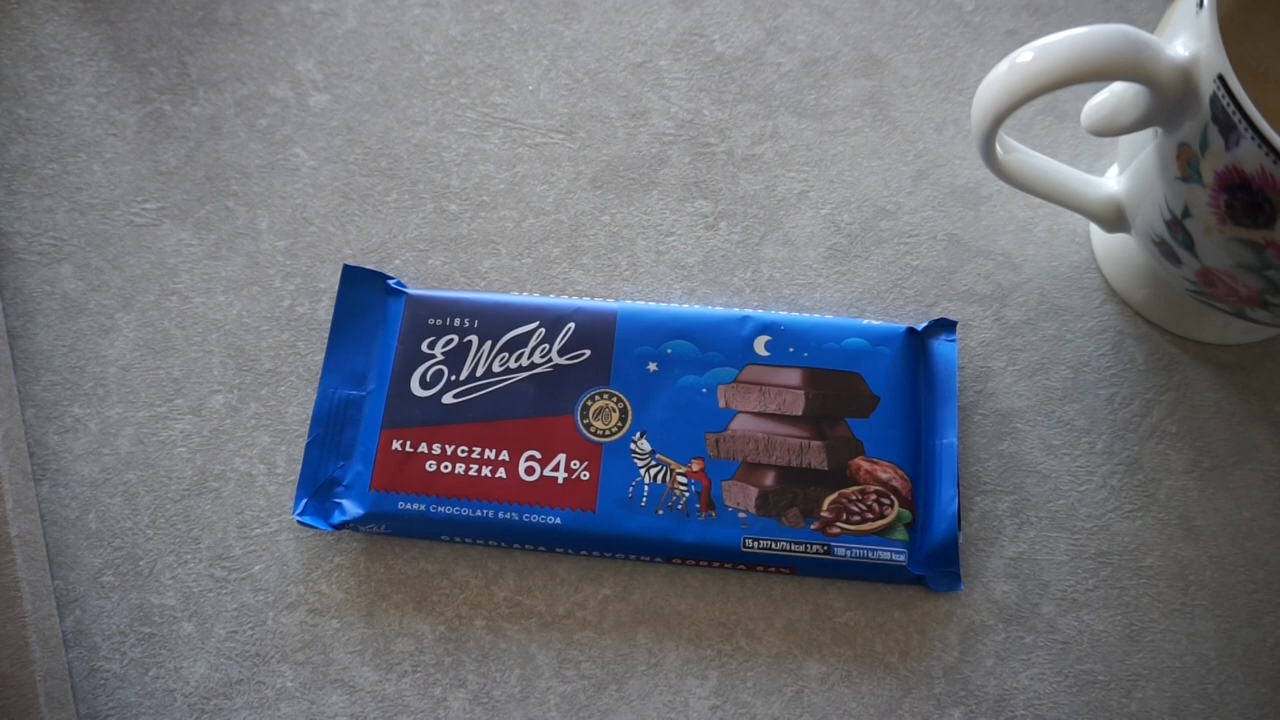 OD 1851
E.Wedel
KAKAO
Z GHANY
KLASYCZNA
GORZKA 64%
DARK CHOCOLATE 64% COCOA
E.Wedel
CZEKOLADA KLASYCZNA GORZKA 64%
15 g 317 kJ/76 kcal 3,8%*
100 g 2111 kJ/508 kcal